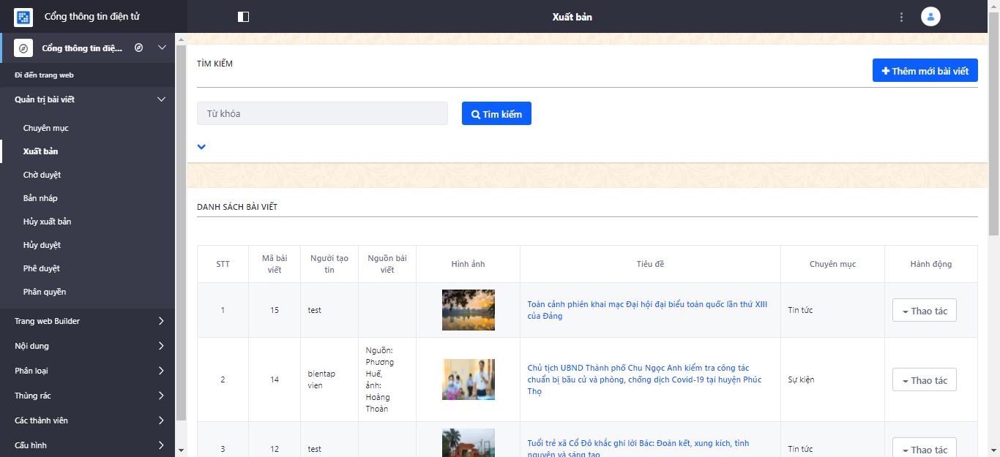 Cổng thông tin điện tử
Xuất bản
Cổng thông tin điệ...
Đi đến trang web
Quản trị bài viết
Chuyên mục
Xuất bản
Chờ duyệt
Bản nháp
Hủy xuất bản
Hủy duyệt
Phê duyệt
Phân quyền
Trang web Builder
Nội dung
Phân loại
Thùng rác
Các thành viên
Cấu hình
TÌM KIẾM
Thêm mới bài viết
Từ khóa
Tìm kiếm
DANH SÁCH BÀI VIẾT
STT
Mã bài
viết
Người tạo
tin
Nguồn bài
viết
Hình ảnh
Tiêu đề
Chuyên mục
Hành động
1
15
test
Toàn cảnh phiên khai mạc Đại hội đại biểu toàn quốc lần thứ XIII
của Đảng
Tin tức
Thao tác
2
14
bientap
vien
Nguồn:
Phương
Huế,
ảnh:
Hoàng
Thoàn
Chủ tịch UBND Thành phố Chu Ngọc Anh kiểm tra công tác
chuẩn bị bầu cử và phòng, chống dịch Covid-19 tại huyện Phúc
Thọ
Sự kiện
Thao tác
3
12
test
Tuổi trẻ xã Cổ Đô khắc ghi lời Bác: Đoàn kết, xung kích, tình
nguyện và sáng tạo
Tin tức
Thao tác